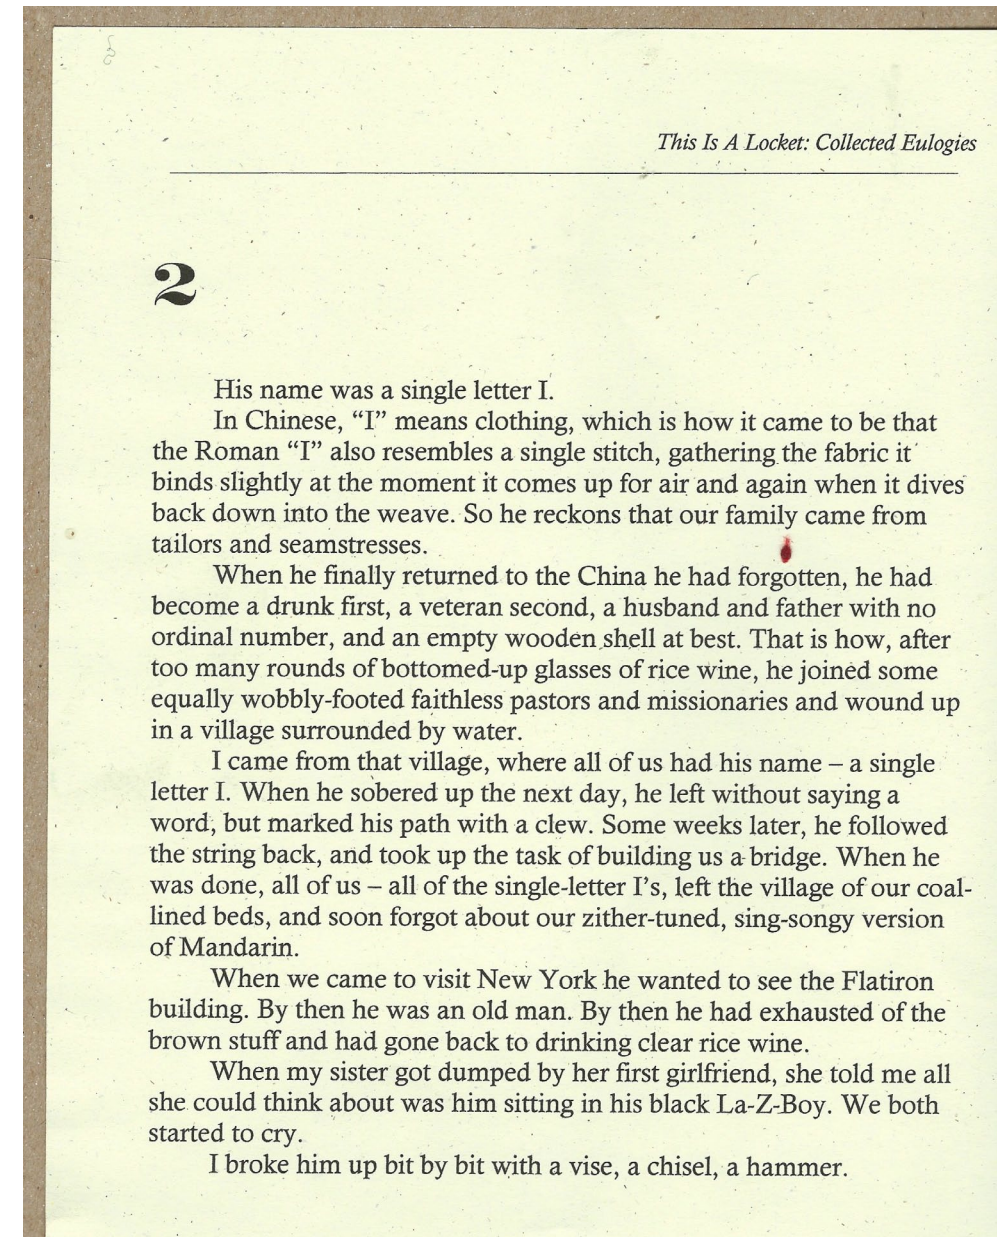 This Is A Locket: Collected Eulogies
2
His name was a single letter I.
In Chinese, “I” means clothing, which is how it came to be that
the Roman “I” also resembles a single stitch, gathering the fabric it
binds slightly at the moment it comes up for air and again when it dives
back down into the weave. So he reckons that our family came from
tailors and seamstresses.
When he finally returned to the China he had forgotten, he had
become a drunk first, a veteran second, a husband and father with no
ordinal number, and an empty wooden shell at best. That is how, after
too many rounds of bottomed-up glasses of rice wine, he joined some
equally wobbly-footed faithless pastors and missionaries and wound up
in a village surrounded by water.
I came from that village, where all of us had his name – a single
letter I. When he sobered up the next day, he left without saying a
word, but marked his path with a clew. Some weeks later, he followed
the string back, and took up the task of building us a bridge. When he
was done, all of us – all of the single-letter I’s, left the village of our coal-
lined beds, and soon forgot about our zither-tuned, sing-songy version
of Mandarin.
When we came to visit New York he wanted to see the Flatiron
building. By then he was an old man. By then he had exhausted of the
brown stuff and had gone back to drinking clear rice wine.
When my sister got dumped by her first girlfriend, she told me all
she could think about was him sitting in his black La-Z-Boy. We both
started to cry.
I broke him up bit by bit with a vise, a chisel, a hammer.